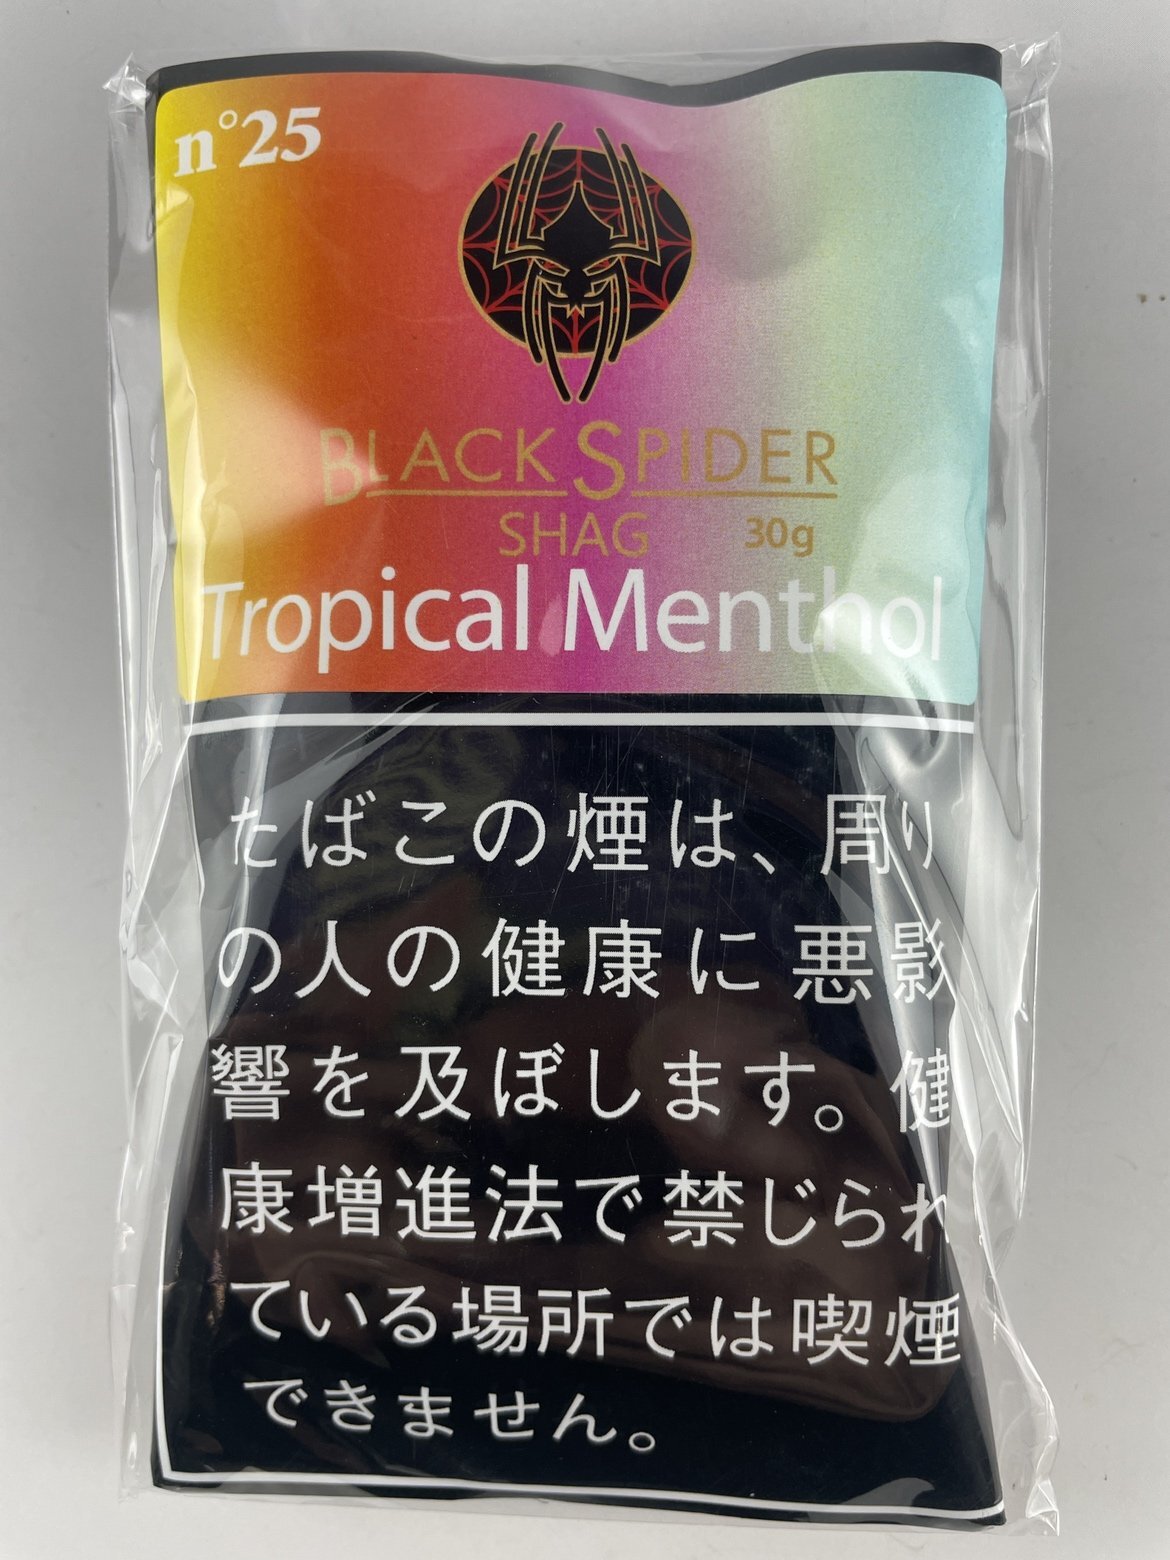 n°25
BLACK SPIDER
SHAG 30g
Tropical Menthol
たばこの煙は、周り
の人の健康に悪影
響を及ぼします。健
康増進法で禁じられ
ている場所では喫煙
できません。